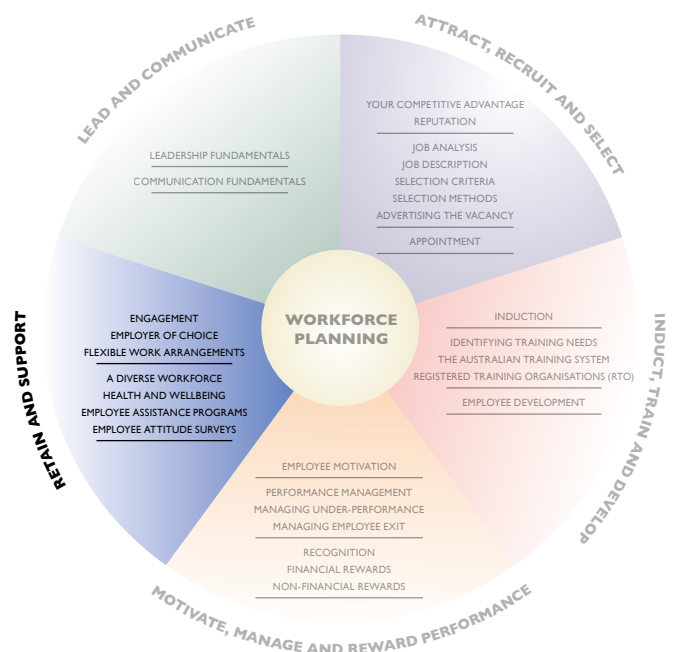 LEAD AND COMMUNICATE
LEADERSHIP FUNDAMENTALS
COMMUNICATION FUNDAMENTALS
ATTRACT, RECRUIT AND SELECT
YOUR COMPETITIVE ADVANTAGE
REPUTATION
JOB ANALYSIS
JOB DESCRIPTION
SELECTION CRITERIA
SELECTION METHODS
ADVERTISING THE VACANCY
APPOINTMENT
WORKFORCE
PLANNING
INDUCT, TRAIN AND DEVELOP
INDUCTION
IDENTIFYING TRAINING NEEDS
THE AUSTRALIAN TRAINING SYSTEM
REGISTERED TRAINING ORGANISATIONS (RTO)
EMPLOYEE DEVELOPMENT
MOTIVATE, MANAGE AND REWARD PERFORMANCE
EMPLOYEE MOTIVATION
PERFORMANCE MANAGEMENT
MANAGING UNDER-PERFORMANCE
MANAGING EMPLOYEE EXIT
RECOGNITION
FINANCIAL REWARDS
NON-FINANCIAL REWARDS
RETAIN AND SUPPORT
ENGAGEMENT
EMPLOYER OF CHOICE
FLEXIBLE WORK ARRANGEMENTS
A DIVERSE WORKFORCE
HEALTH AND WELLBEING
EMPLOYEE ASSISTANCE PROGRAMS
EMPLOYEE ATTITUDE SURVEYS